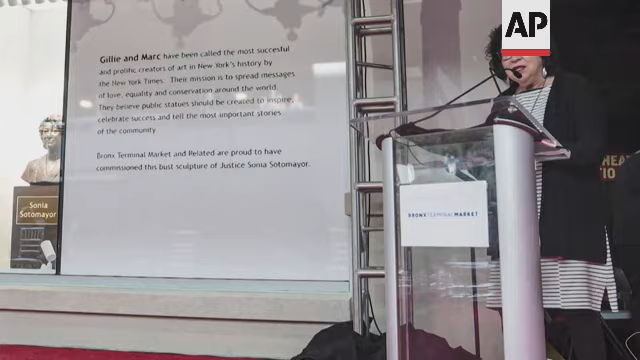 AP
Gillie and Marc have been called the most succesful
and prolific creators of art in New York's history by
the New York Times. Their mission is to spread messages
of love, equality and conservation around the world.
They believe public statues should be created to inspire,
celebrate success and tell the most important stories
of the community
Bronx Terminal Market and Related are proud to have
commissioned this bust sculpture of Justice Sonia Sotomayor.
Sonia
Sotomayor
BRONXTERMINALMARKET